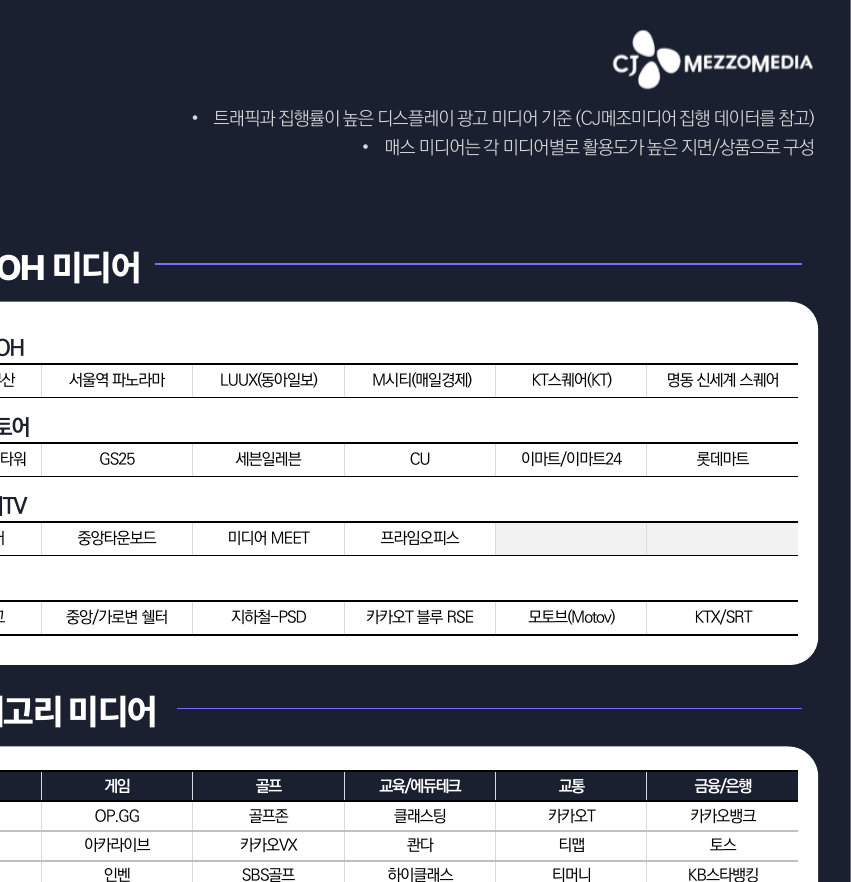 CJ MEZZOMEDIA
• 트래픽과 집행률이 높은 디스플레이 광고 미디어 기준 (CJ메조미디어 집행 데이터를 참고)
• 매스 미디어는 각 미디어별로 활용도가 높은 지면/상품으로 구성
OH 미디어
OH
산 서울역 파노라마 LUUX(동아일보) M시티(매일경제) KT스퀘어(KT) 명동 신세계 스퀘어
토어
타워 GS25 세븐일레븐 CU 이마트/이마트24 롯데마트
TV
중앙타운보드 미디어 MEET 프라임오피스
고 중앙/가로변 쉘터 지하철-PSD 카카오T 블루 RSE 모토브(Motov) KTX/SRT
고리 미디어
게임 골프 교육/에듀테크 교통 금융/은행
OP.GG 골프존 클래스팅 카카오T 카카오뱅크
아카라이브 카카오VX 콴다 티맵 토스
인벤 SBS골프 하이클래스 티머니 KB스타뱅킹